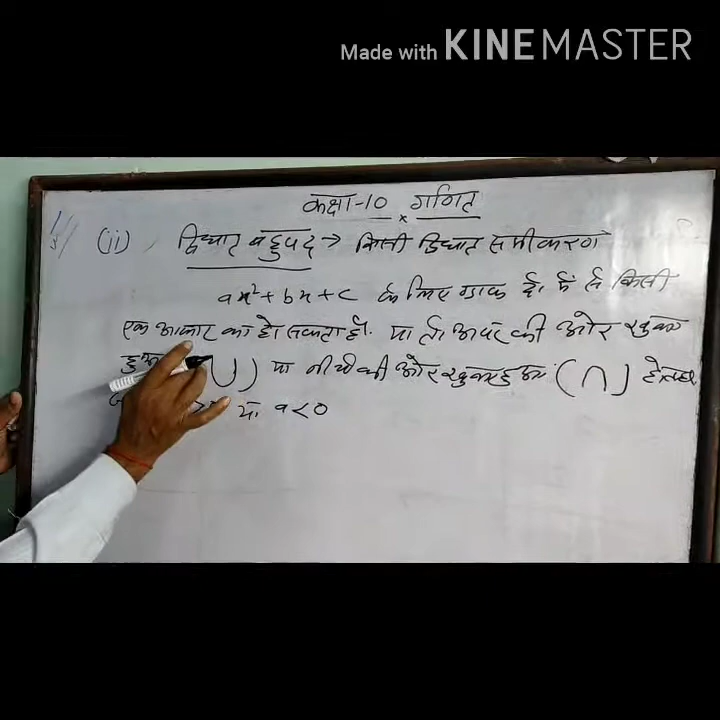 Made with KINEMASTER
कक्षा-10 × गणित
(ii) द्विघात बहुपद → किसी द्विघात समीकरण
ax²+bx+c के लिए ग्राफ दो में से किसी
एक आकार का हो सकता है। या तो ऊपर की ओर खुला
हुआ ∪) या नीचे की ओर खुला हुआ (∩)
या a<0